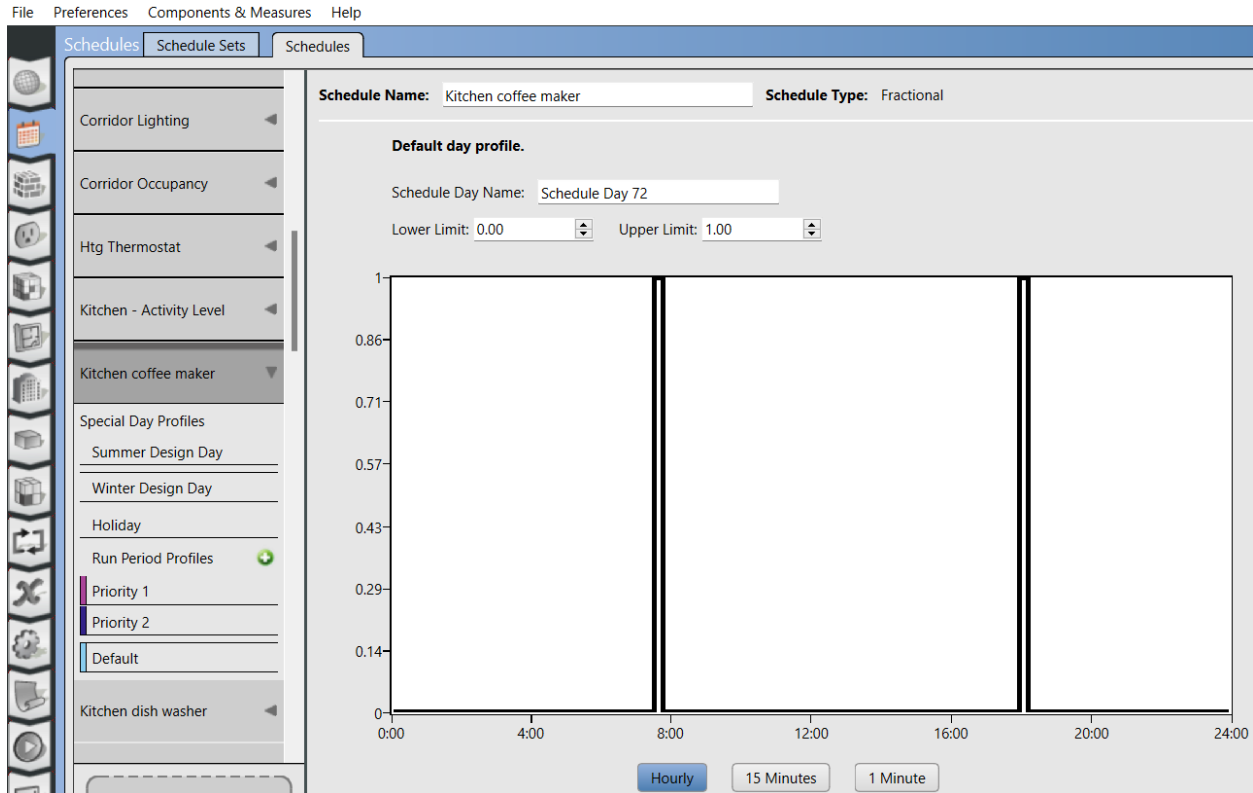 File Preferences Components & Measures Help
Schedules Schedule Sets Schedules
Corridor Lighting
Corridor Occupancy
Htg Thermostat
Kitchen - Activity Level
Kitchen coffee maker
Special Day Profiles
Summer Design Day
Winter Design Day
Holiday
Run Period Profiles
Priority 1
Priority 2
Default
Kitchen dish washer
Schedule Name: Kitchen coffee maker Schedule Type: Fractional
Default day profile.
Schedule Day Name: Schedule Day 72
Lower Limit: 0.00 Upper Limit: 1.00
1
0.86
0.71
0.57
0.43
0.29
0.14
0
0:00 4:00 8:00 12:00 16:00 20:00 24:00
Hourly 15 Minutes 1 Minute